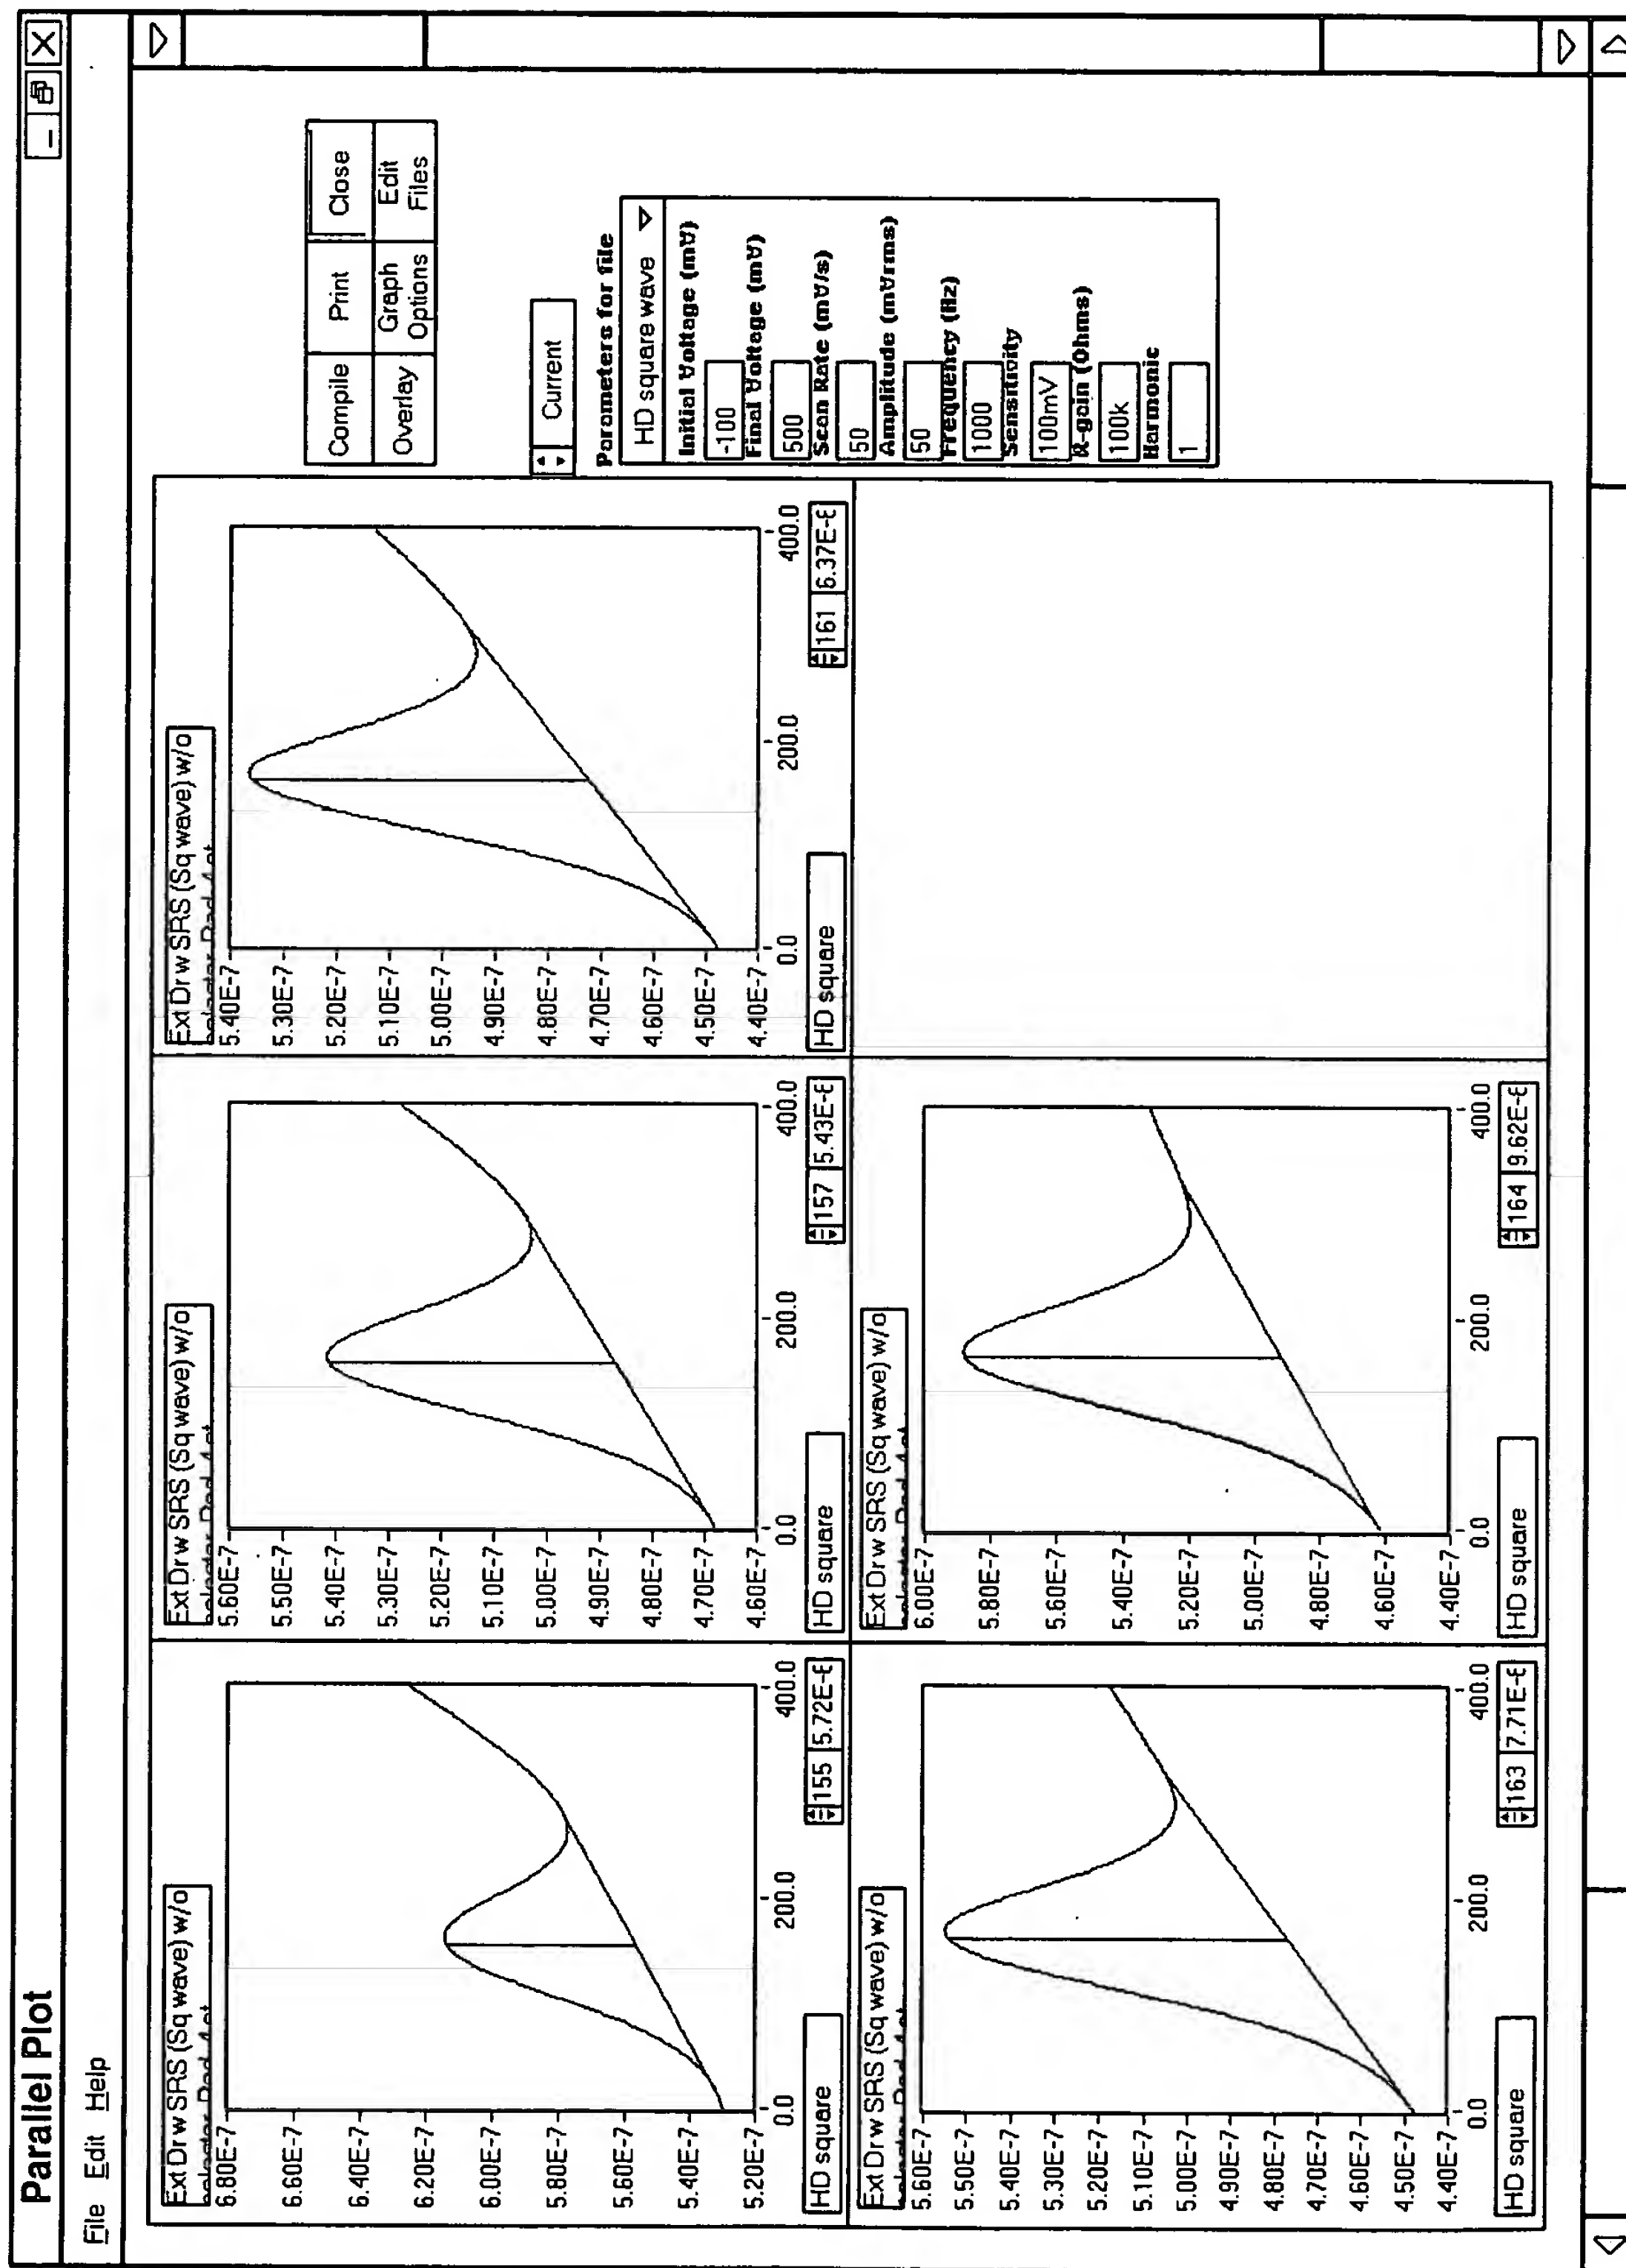 Parallel Plot
File Edit Help
Ext Dr w SRS (Sq wave) w/o
6.80E-7
6.60E-7
6.40E-7
6.20E-7
6.00E-7
5.80E-7
5.60E-7
5.40E-7
5.20E-7
0.0 200.0 400.0
HD square 155 5.72E-8
Ext Dr w SRS (Sq wave) w/o
5.60E-7
5.50E-7
5.40E-7
5.30E-7
5.20E-7
5.10E-7
5.00E-7
4.90E-7
4.80E-7
4.70E-7
4.60E-7
0.0 200.0 400.0
HD square 157 5.43E-8
Ext Dr w SRS (Sq wave) w/o
5.40E-7
5.30E-7
5.20E-7
5.10E-7
5.00E-7
4.90E-7
4.80E-7
4.70E-7
4.60E-7
4.50E-7
4.40E-7
0.0 200.0 400.0
HD square 161 6.37E-8
Ext Dr w SRS (Sq wave) w/o
5.60E-7
5.50E-7
5.40E-7
5.30E-7
5.20E-7
5.10E-7
5.00E-7
4.90E-7
4.80E-7
4.70E-7
4.60E-7
4.50E-7
4.40E-7
0.0 200.0 400.0
HD square 163 7.71E-8
Ext Dr w SRS (Sq wave) w/o
6.00E-7
5.80E-7
5.60E-7
5.40E-7
5.20E-7
5.00E-7
4.80E-7
4.60E-7
4.40E-7
0.0 200.0 400.0
HD square 164 9.62E-8
Compile Print Close
Overlay Graph Options Edit Files
Current
Parameters for file
HD square wave
Initial Voltage (mV)
-100
Final Voltage (mV)
500
Scan Rate (mV/s)
50
Amplitude (mVrms)
50
Frequency (Hz)
1000
Sensitivity
100mV
R-gain (Ohms)
100k
Harmonic
1